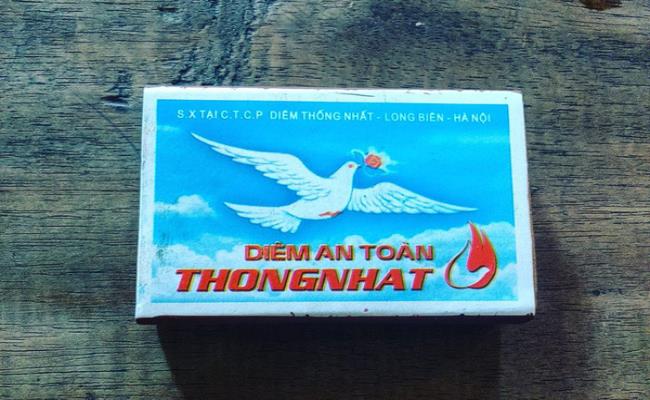 S.X TẠI C.T.C.P DIÊM THỐNG NHẤT - LONG BIÊN - HÀ NỘI
DIÊM AN TOÀN
THONGNHAT